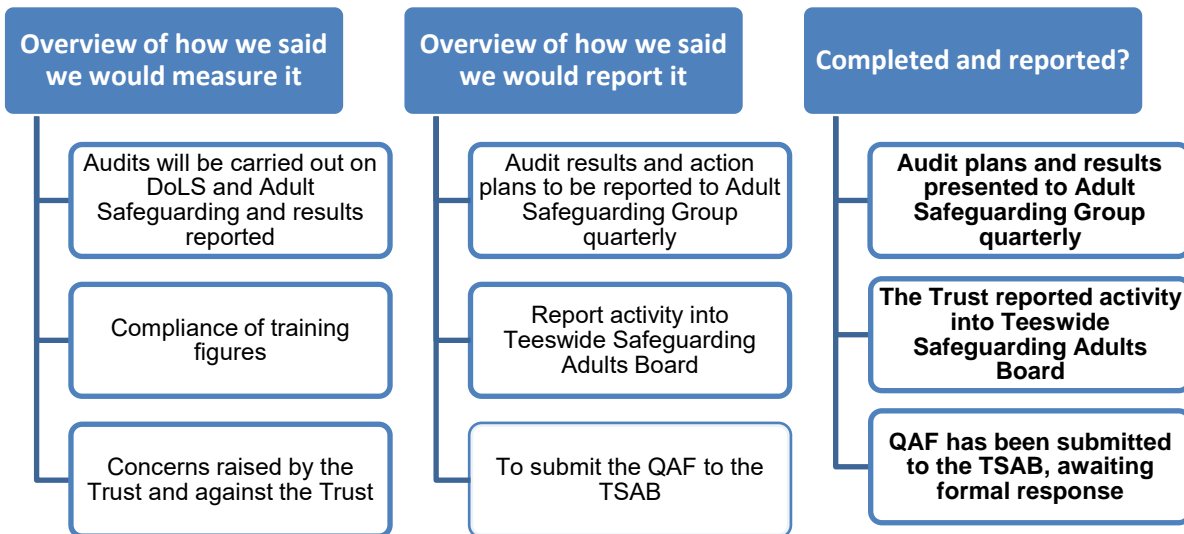 Overview of how we said
we would measure it
Audits will be carried out on
DoLS and Adult
Safeguarding and results
reported
Compliance of training
figures
Concerns raised by the
Trust and against the Trust
Overview of how we said
we would report it
Audit results and action
plans to be reported to Adult
Safeguarding Group
quarterly
Report activity into
Teeswide Safeguarding
Adults Board
To submit the QAF to the
TSAB
Completed and reported?
Audit plans and results
presented to Adult
Safeguarding Group
quarterly
The Trust reported activity
into Teeswide
Safeguarding Adults
Board
QAF has been submitted
to the TSAB, awaiting
formal response